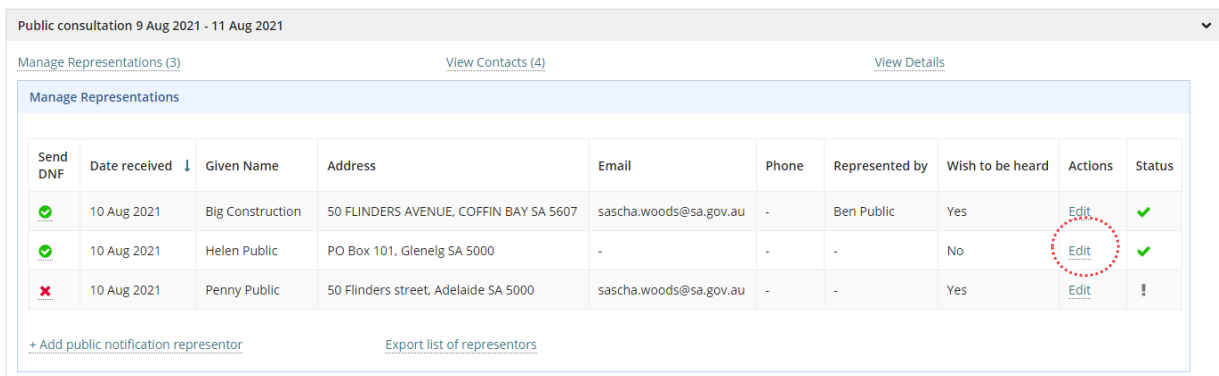 Public consultation 9 Aug 2021 - 11 Aug 2021
Manage Representations (3) View Contacts (4) View Details
Manage Representations
Send DNF Date received Given Name Address Email Phone Represented by Wish to be heard Actions Status
10 Aug 2021 Big Construction 50 FLINDERS AVENUE, COFFIN BAY SA 5607 sascha.woods@sa.gov.au - Ben Public Yes Edit
10 Aug 2021 Helen Public PO Box 101, Glenelg SA 5000 - - - No Edit
10 Aug 2021 Penny Public 50 Flinders street, Adelaide SA 5000 sascha.woods@sa.gov.au - - Yes Edit !
+ Add public notification representor Export list of representors